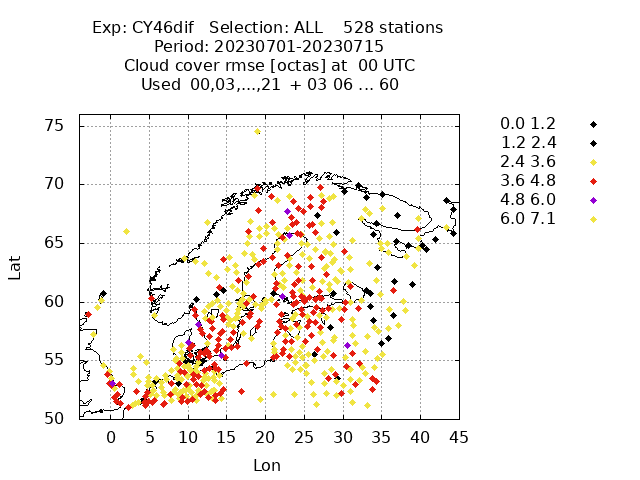 Exp: CY46dif   Selection: ALL    528 stations
Period: 20230701-20230715
Cloud cover rmse [octas] at  00 UTC
Used  00,03,...,21  + 03 06 ... 60
75
70
65
60
55
50
Lat
0 5 10 15 20 25 30 35 40 45
Lon
0.0 1.2
1.2 2.4
2.4 3.6
3.6 4.8
4.8 6.0
6.0 7.1